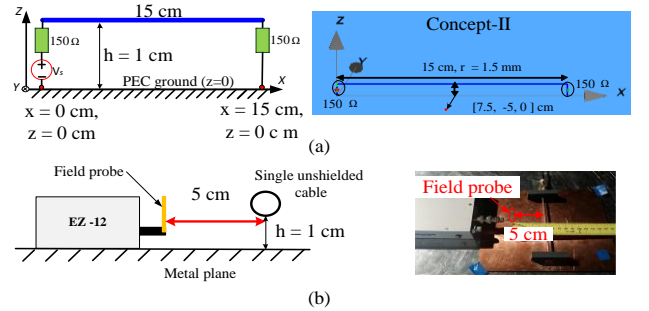 Z
15 cm
150Ω
h = 1 cm
150Ω
Vs
PEC ground (z=0)
Y
X
x = 0 cm,
z = 0 cm
x = 15 cm,
z = 0 c m
Z
Concept-II
Y
15 cm, r = 1.5 mm
150 Ω
150 Ω
X
[7.5, -5, 0 ] cm
(a)
Field probe
5 cm
Single unshielded
cable
EZ -12
h = 1 cm
Metal plane
Field probe
5 cm
(b)